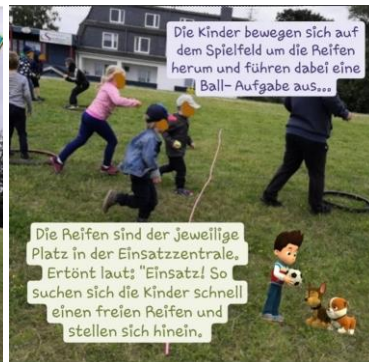 Die Kinder bewegen sich auf
dem Spielfeld um die Reifen
herum und führen dabei eine
Ball- Aufgabe aus...
Die Reifen sind der jeweilige
Platz in der Einsatzzentrale.
Ertönt laut: "Einsatz! So
suchen sich die Kinder schnell
einen freien Reifen und
stellen sich hinein.